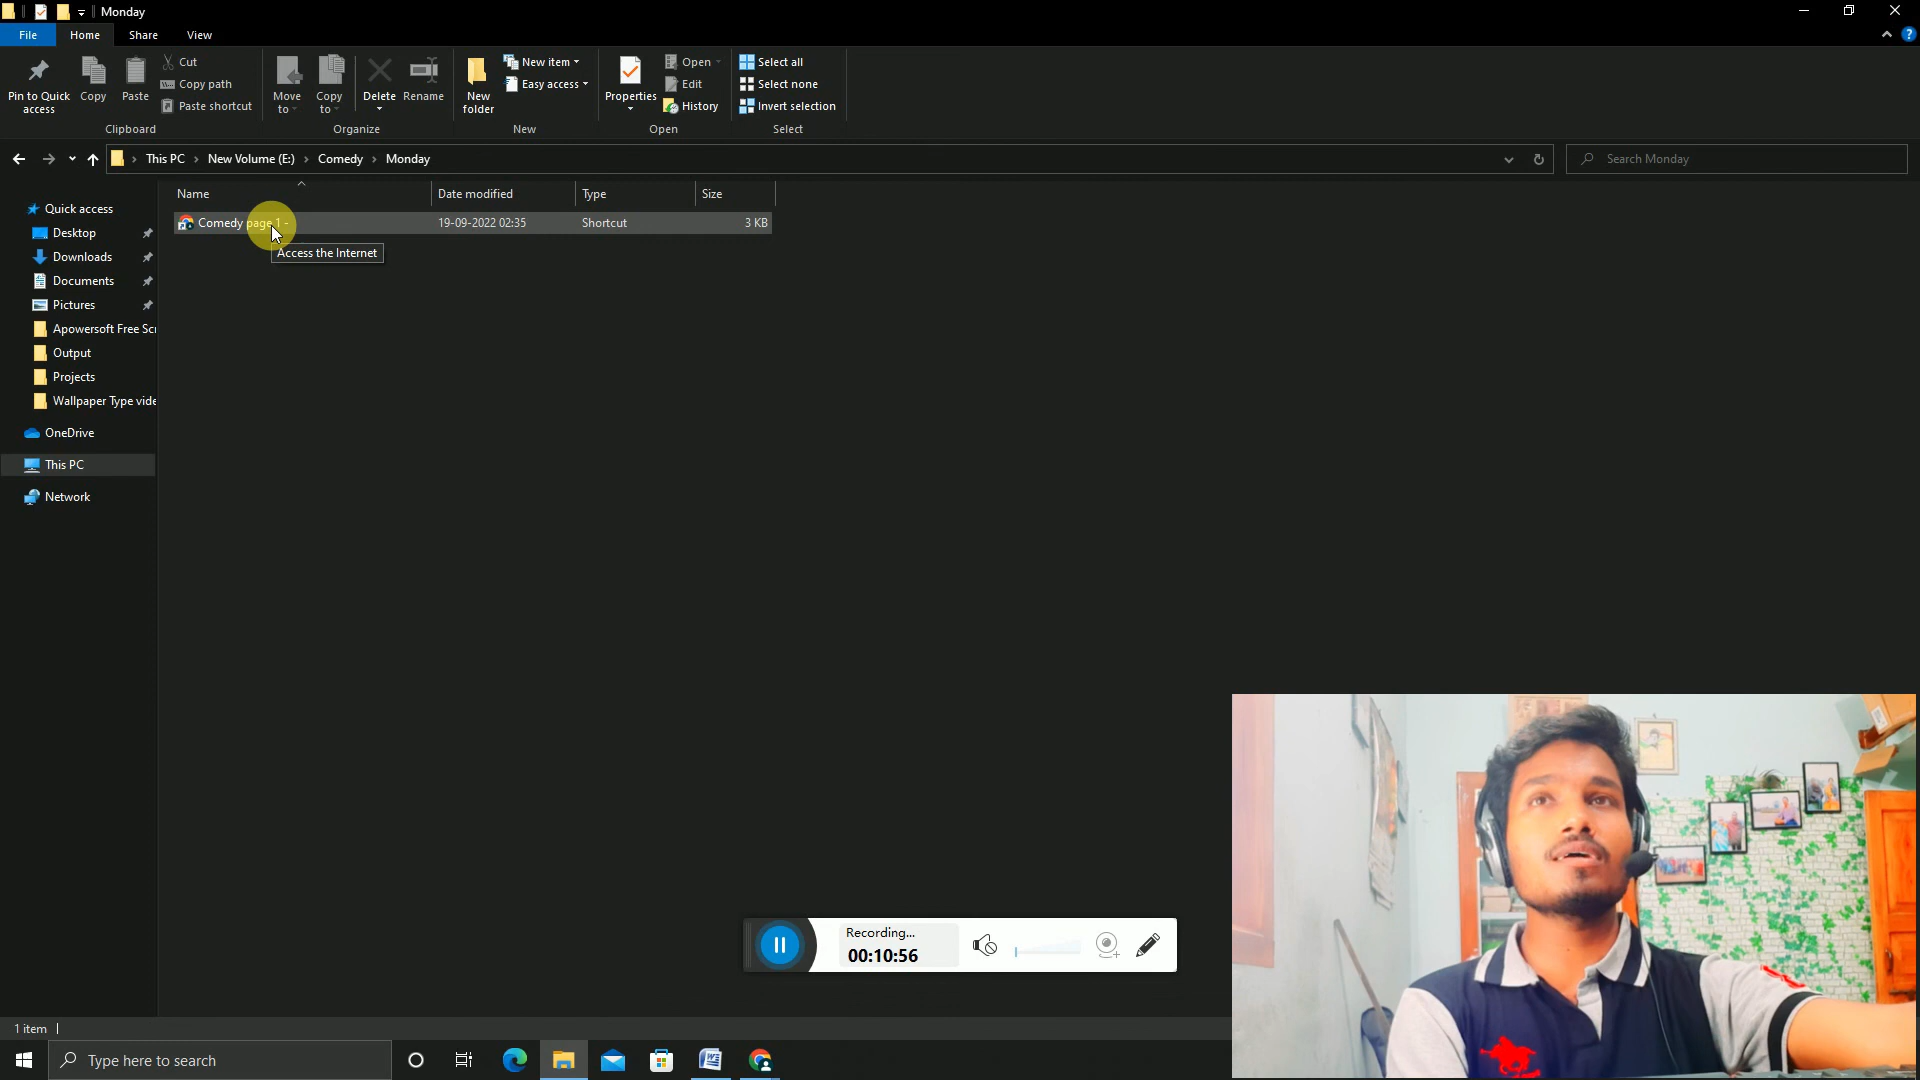 Monday
File Home Share View
Pin to Quick access
Copy
Paste
Cut
Copy path
Paste shortcut
Clipboard
Move to
Copy to
Delete
Rename
Organize
New folder
New item
Easy access
New
Properties
Open
Edit
History
Open
Select all
Select none
Invert selection
Select
This PC New Volume (E:) Comedy Monday
Search Monday
Name Date modified Type Size
Comedy page 1 - 19-09-2022 02:35 Shortcut 3 KB
Access the Internet
Quick access
Desktop
Downloads
Documents
Pictures
Apowersoft Free Scr
Output
Projects
Wallpaper Type vide
OneDrive
This PC
Network
Recording...
00:10:56
1 item
Type here to search